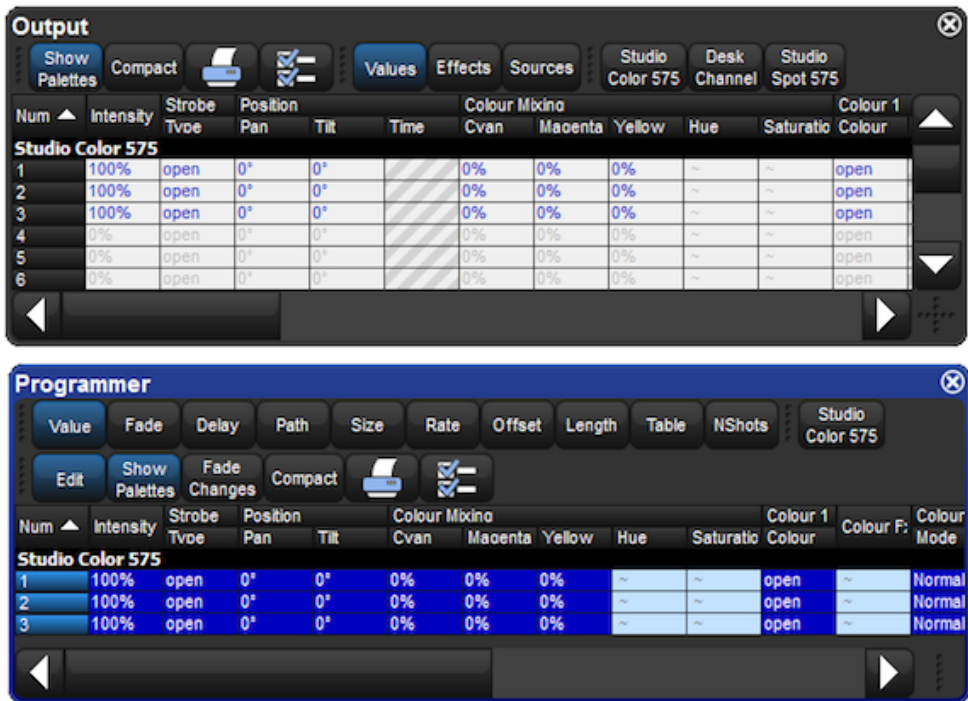 Output
Show Palettes Compact Values Effects Sources Studio Color 575 Desk Channel Studio Spot 575
Num Intensity Strobe Position Colour Mixing Colour 1
Type Pan Tilt Time Cyan Magenta Yellow Hue Saturatio Colour
Studio Color 575
1 100% open 0° 0° 0% 0% 0% ~ ~ open
2 100% open 0° 0° 0% 0% 0% ~ ~ open
3 100% open 0° 0° 0% 0% 0% ~ ~ open
4 0% open 0° 0° 0% 0% 0% ~ ~ open
5 0% open 0° 0° 0% 0% 0% ~ ~ open
6 0% open 0° 0° 0% 0% 0% ~ ~ open
Programmer
Value Fade Delay Path Size Rate Offset Length Table NShots Studio Color 575
Edit Show Palettes Fade Changes Compact
Num Intensity Strobe Position Colour Mixing Colour 1 Colour F Colour
Type Pan Tilt Cyan Magenta Yellow Hue Saturatio Colour Mode
Studio Color 575
1 100% open 0° 0° 0% 0% 0% ~ ~ open ~ Normal
2 100% open 0° 0° 0% 0% 0% ~ ~ open ~ Normal
3 100% open 0° 0° 0% 0% 0% ~ ~ open ~ Normal